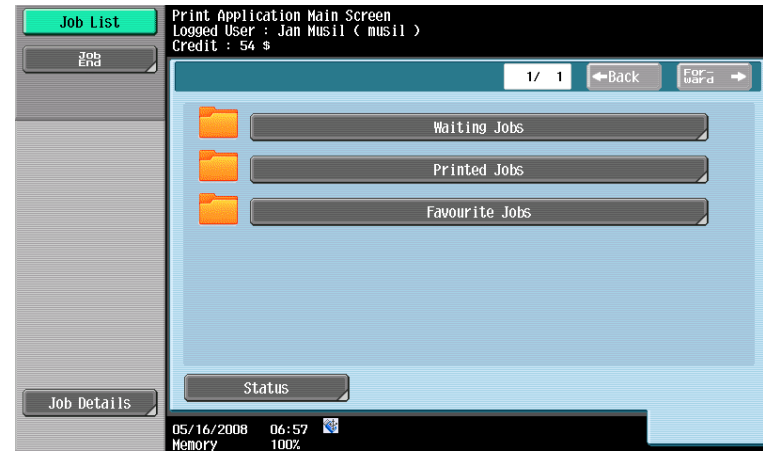 Job List
Job
End
Print Application Main Screen
Logged User : Jan Musil ( musil )
Credit : 54 $
1/ 1
←Back
For-
ward →
Waiting Jobs
Printed Jobs
Favourite Jobs
Status
Job Details
05/16/2008 06:57
Memory 100%